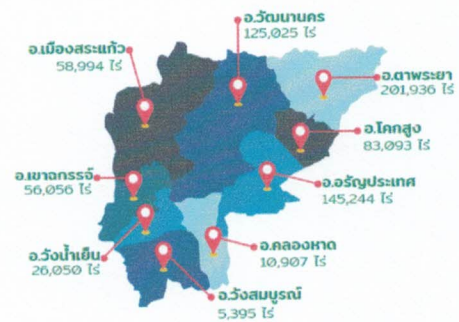 อ.วัฒนานคร
125,025 ไร่
อ.เมืองสระแก้ว
58,994 ไร่
อ.ตาพระยา
201,936 ไร่
อ.โคกสูง
83,093 ไร่
อ.เขาฉกรรจ์
56,056 ไร่
อ.อรัญประเทศ
145,244 ไร่
อ.วังน้ำเย็น
26,050 ไร่
อ.คลองหาด
10,907 ไร่
อ.วังสมบูรณ์
5,395 ไร่